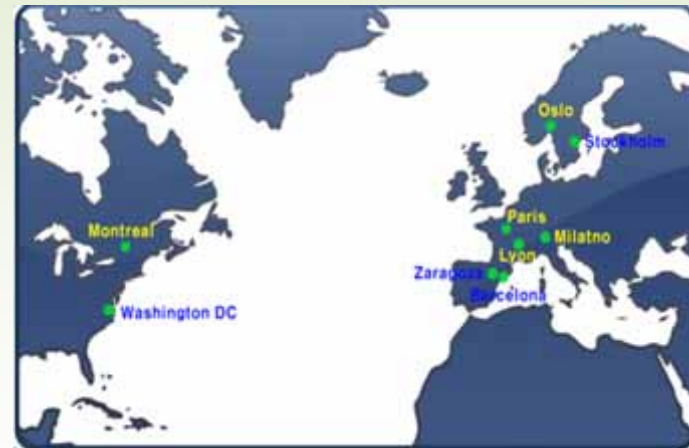 Oslo
Stockholm
Paris
Montreal
Milatno
Lyon
Zaragoza
Barcelona
Washington DC